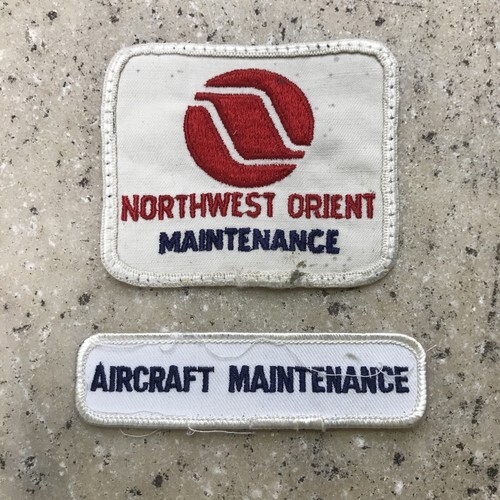 NORTHWEST ORIENT
MAINTENANCE
AIRCRAFT MAINTENANCE